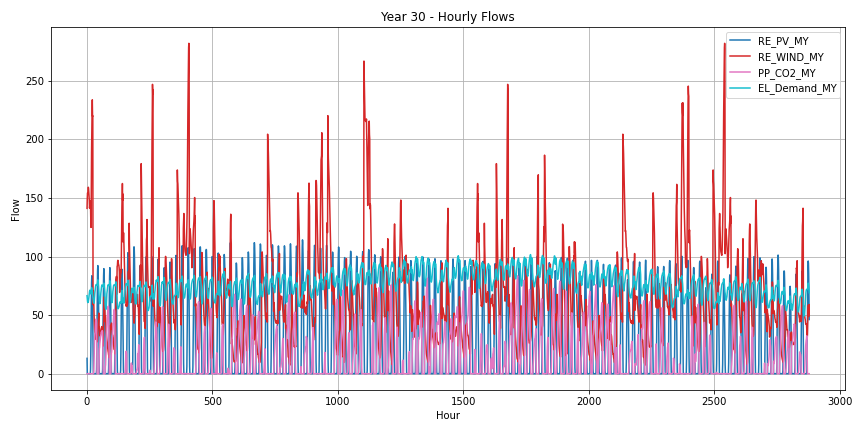 Year 30 - Hourly Flows
RE_PV_MY
RE_WIND_MY
PP_CO2_MY
EL_Demand_MY
Flow
250
200
150
100
50
0
0 500 1000 1500 2000 2500 3000
Hour